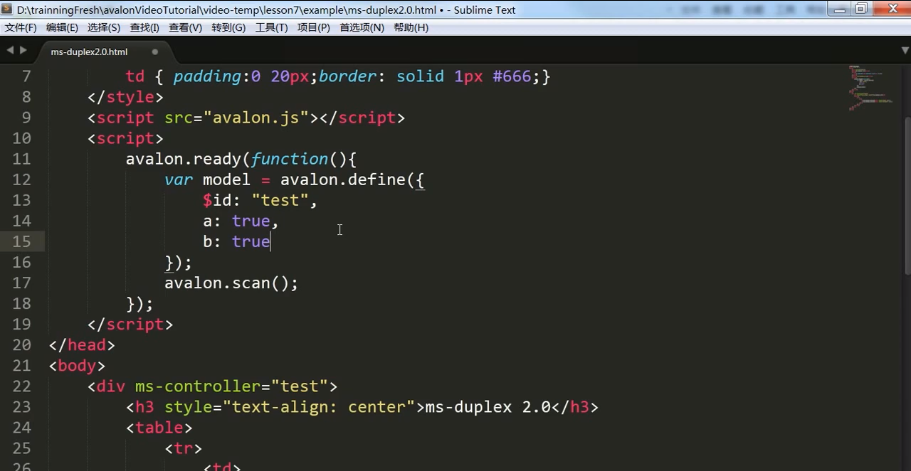 D:\trainningFresh\avalonVideoTutorial\video-temp\lesson7\example\ms-duplex2.0.html • - Sublime Text
文件(F) 编辑(E) 选择(S) 查找(I) 查看(V) 转到(G) 工具(T) 项目(P) 首选项(N) 帮助(H)
ms-duplex2.0.html
7 td { padding:0 20px;border: solid 1px #666;}
8 </style>
9 <script src="avalon.js"></script>
10 <script>
11 avalon.ready(function(){
12 var model = avalon.define({
13 $id: "test",
14 a: true,
15 b: true
16 });
17 avalon.scan();
18 });
19 </script>
20 </head>
21 <body>
22 <div ms-controller="test">
23 <h3 style="text-align: center">ms-duplex 2.0</h3>
24 <table>
25 <tr>
26 <td>